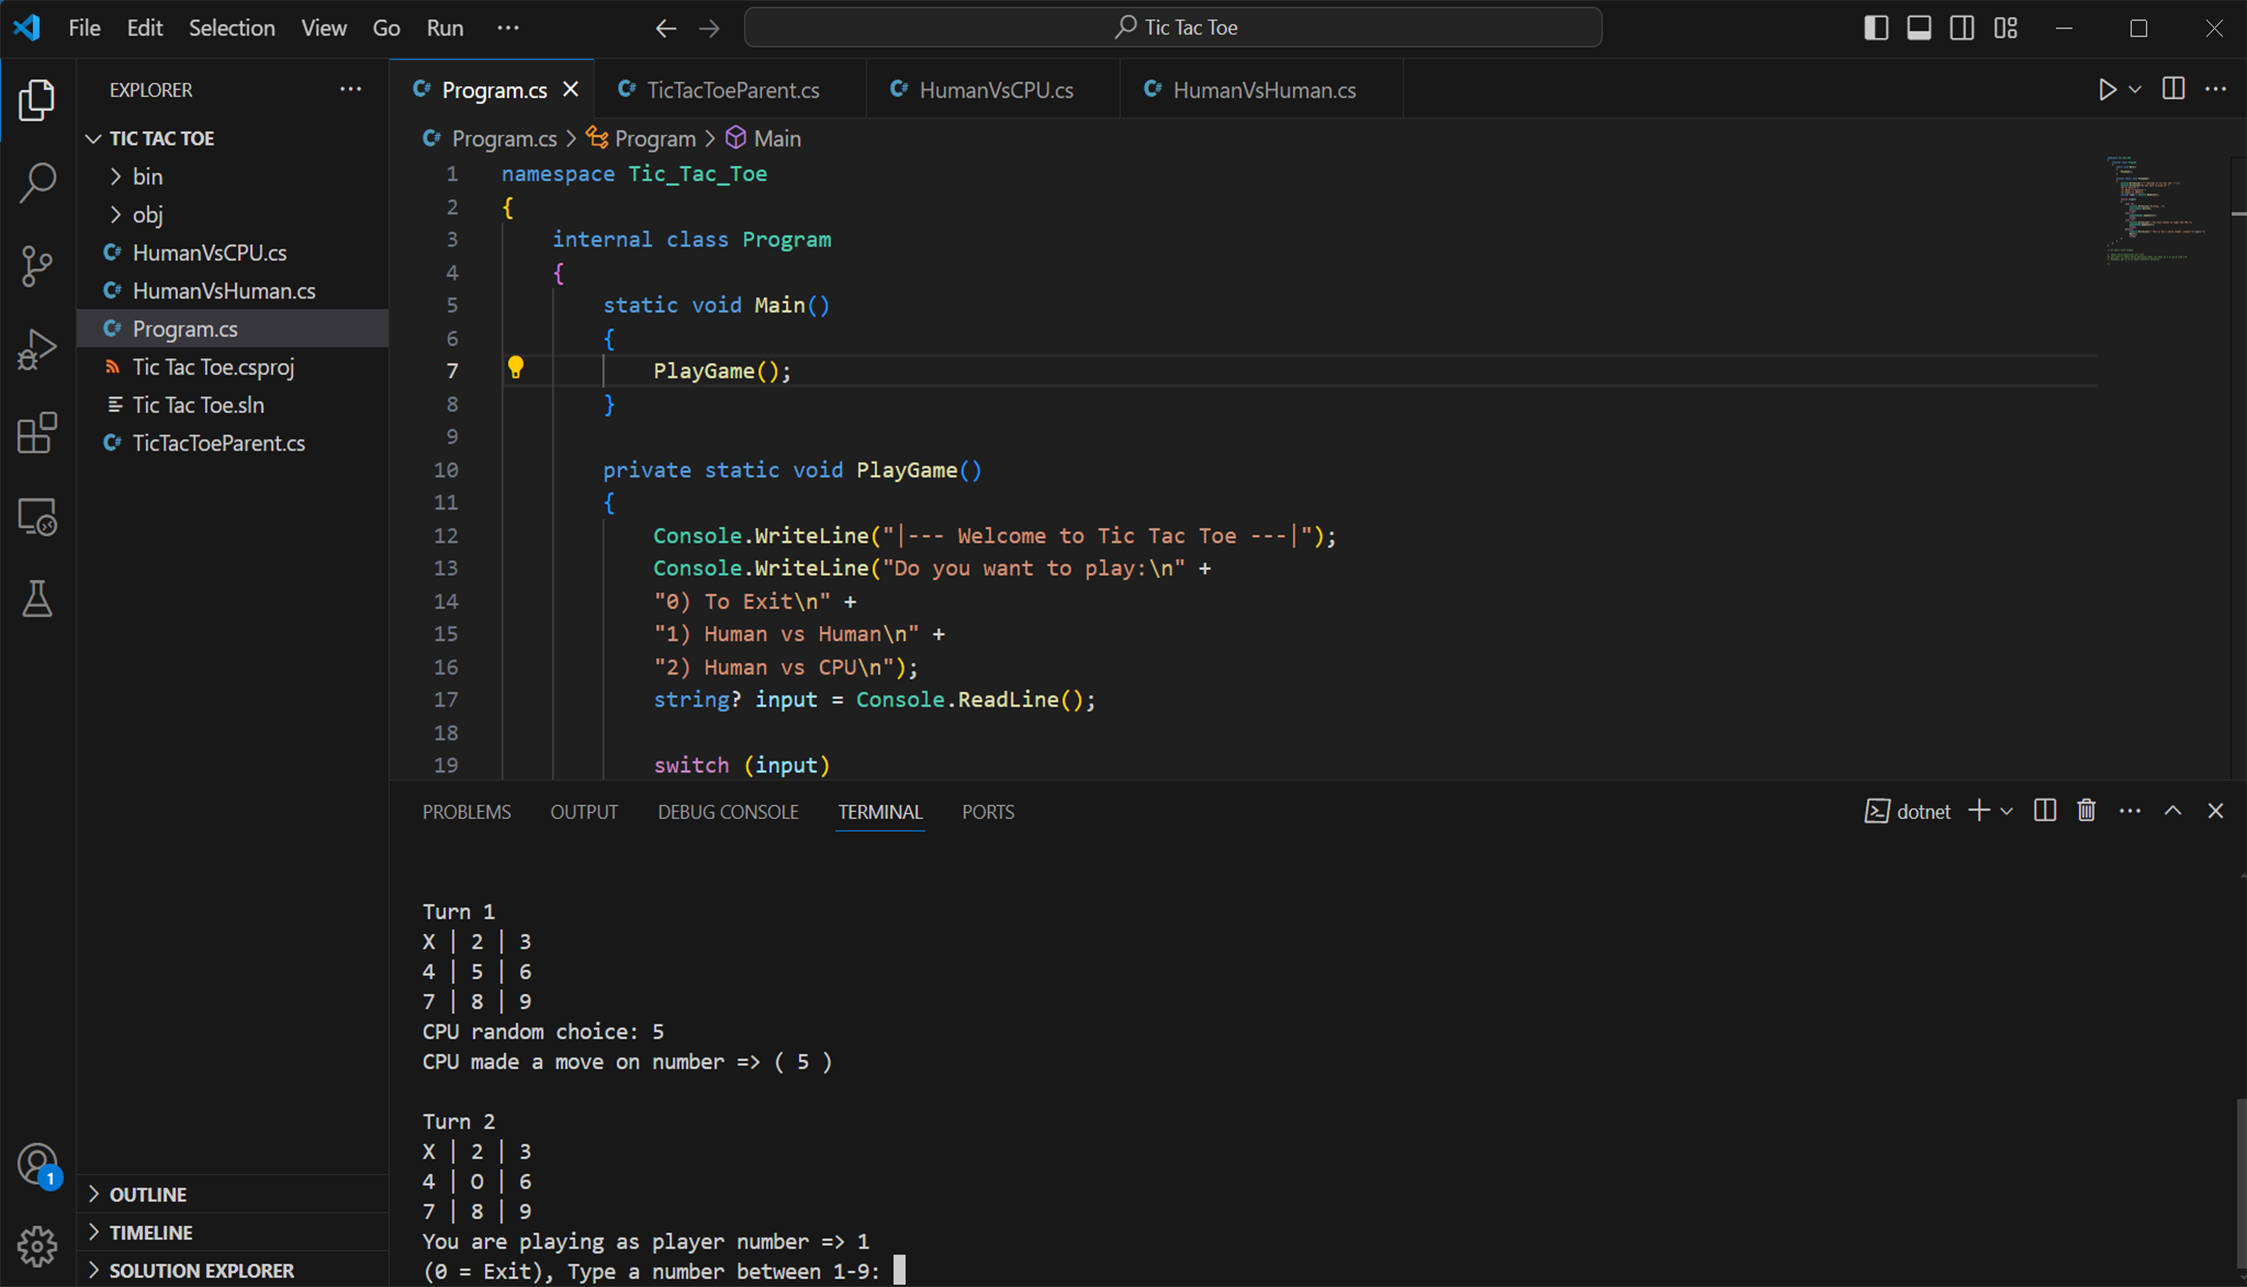 File Edit Selection View Go Run ···
Tic Tac Toe
EXPLORER
TIC TAC TOE
bin
obj
HumanVsCPU.cs
HumanVsHuman.cs
Program.cs
Tic Tac Toe.csproj
Tic Tac Toe.sln
TicTacToeParent.cs
1
OUTLINE
TIMELINE
SOLUTION EXPLORER
Program.cs TicTacToeParent.cs HumanVsCPU.cs HumanVsHuman.cs
Program.cs > Program > Main
1 namespace Tic_Tac_Toe
2 {
3 internal class Program
4 {
5 static void Main()
6 {
7 PlayGame();
8 }
9
10 private static void PlayGame()
11 {
12 Console.WriteLine("|--- Welcome to Tic Tac Toe ---|");
13 Console.WriteLine("Do you want to play:\n" +
14 "0) To Exit\n" +
15 "1) Human vs Human\n" +
16 "2) Human vs CPU\n");
17 string? input = Console.ReadLine();
18
19 switch (input)
PROBLEMS OUTPUT DEBUG CONSOLE TERMINAL PORTS
dotnet
Turn 1
X | 2 | 3
4 | 5 | 6
7 | 8 | 9
CPU random choice: 5
CPU made a move on number => ( 5 )
Turn 2
X | 2 | 3
4 | O | 6
7 | 8 | 9
You are playing as player number => 1
(0 = Exit), Type a number between 1-9: